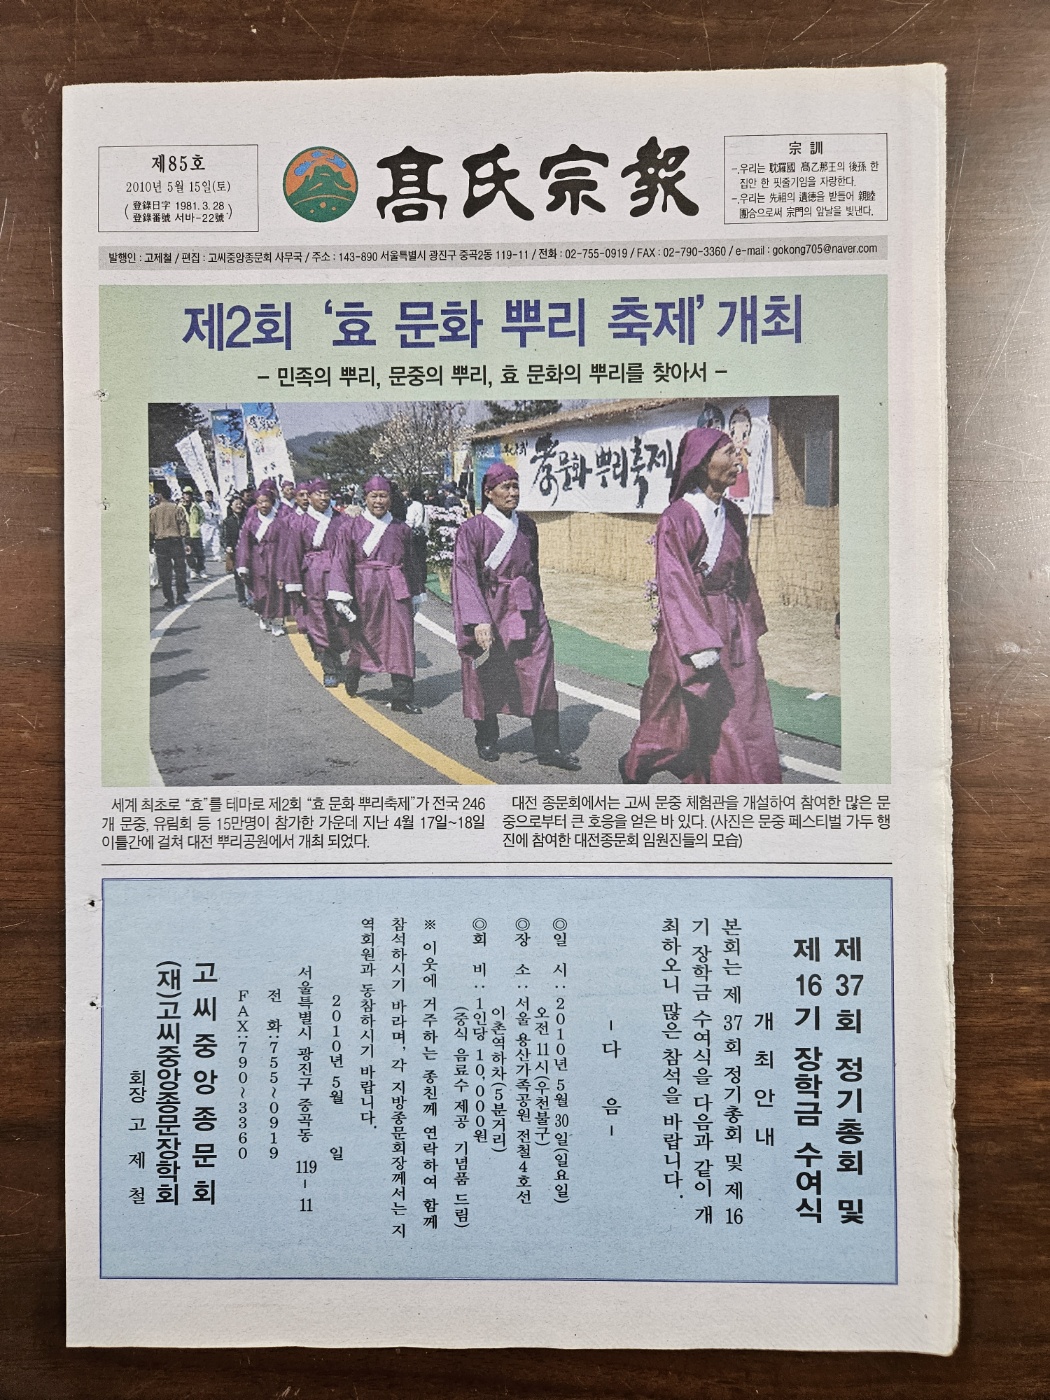 제85호
2010년 5월 15일(토)
(登錄日字 1981. 3. 28
登錄番號 서바-22號)
髙氏宗報
宗 訓
-.우리는 耽羅國 髙乙那王의 後孫 한
집안 한 핏줄기임을 자랑한다.
-.우리는 先祖의 遺德을 받들어 親睦
團合으로써 宗門의 앞날을 빛낸다.
발행인 : 고제철 / 편집 : 고씨중앙종문회 사무국 / 주소 : 143-890 서울특별시 광진구 중곡2동 119-11 / 전화 : 02-755-0919 / FAX : 02-790-3360 / e-mail : gokong705@naver.com
제2회 ‘효 문화 뿌리 축제’ 개최
– 민족의 뿌리, 문중의 뿌리, 효 문화의 뿌리를 찾아서 –
孝문화뿌리축제
세계 최초로 “효”를 테마로 제2회 “효 문화 뿌리축제”가 전국 246
개 문중, 유림회 등 15만명이 참가한 가운데 지난 4월 17일~18일
이틀간에 걸쳐 대전 뿌리공원에서 개최 되었다.
대전 종문회에서는 고씨 문중 체험관을 개설하여 참여한 많은 문
중으로부터 큰 호응을 얻은 바 있다. (사진은 문중 페스티벌 가두 행
진에 참여한 대전종문회 임원진들의 모습)
제 37 회 정기총회 및
제 16 기 장학금 수여식
개 최 안 내
본회는 제 37 회 정기총회 및 제 16
기 장학금 수여식을 다음과 같이 개
최하오니 많은 참석을 바랍니다.
– 다 음 –
◎일 시 : 2010년 5월 30일(일요일)
오전 11시(우천불구)
◎장 소 : 서울 용산가족공원 전철4호선
이촌역하차(5분거리)
◎회 비 : 1인당 10,000원
(중식 음료수 제공 기념품 드림)
※ 이웃에 거주하는 종친께 연락하여 함께
참석하시기 바라며, 각 지방종문회장께서는 지
역회원과 동참하시기 바랍니다.
2010년 5월 일
서울특별시 광진구 중곡동 119 – 11
전 화:755~0919
FAX:790~3360
고 씨 중 앙 종 문 회
(재)고씨중앙종문장학회
회장 고 제 철